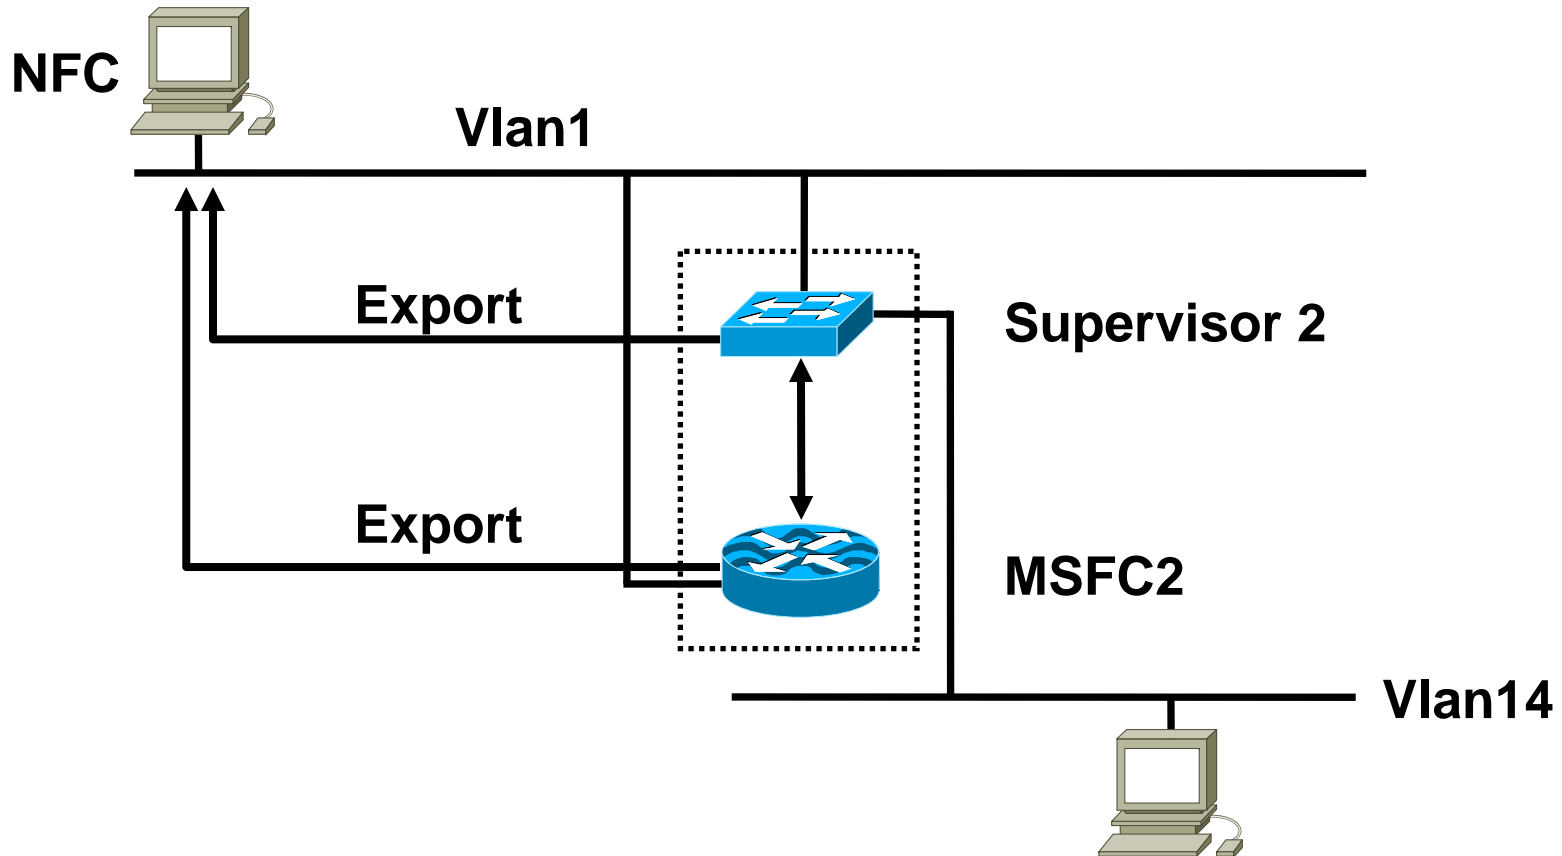 NFC
Vlan1
Export
Supervisor 2
Export
MSFC2
Vlan14